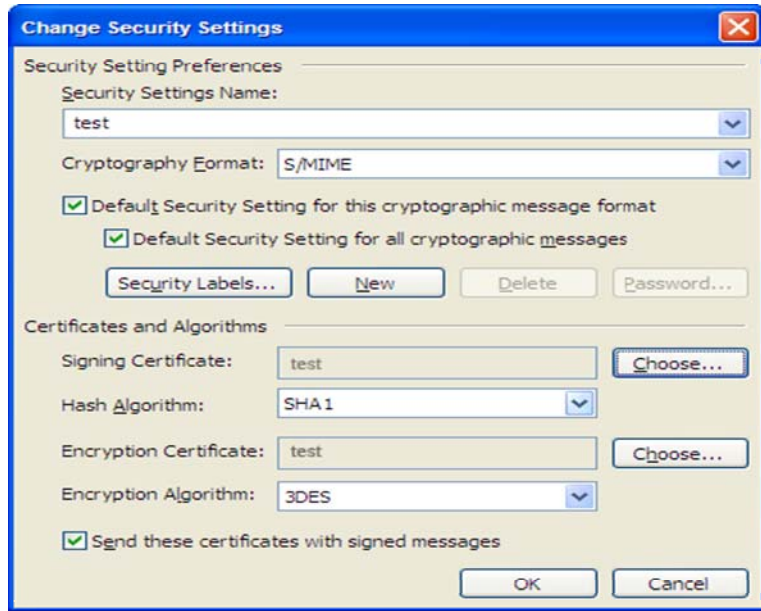 Change Security Settings
Security Setting Preferences
Security Settings Name:
test
Cryptography Format: S/MIME
Default Security Setting for this cryptographic message format
Default Security Setting for all cryptographic messages
Security Labels... New Delete Password...
Certificates and Algorithms
Signing Certificate: test Choose...
Hash Algorithm: SHA1
Encryption Certificate: test Choose...
Encryption Algorithm: 3DES
Send these certificates with signed messages
OK Cancel